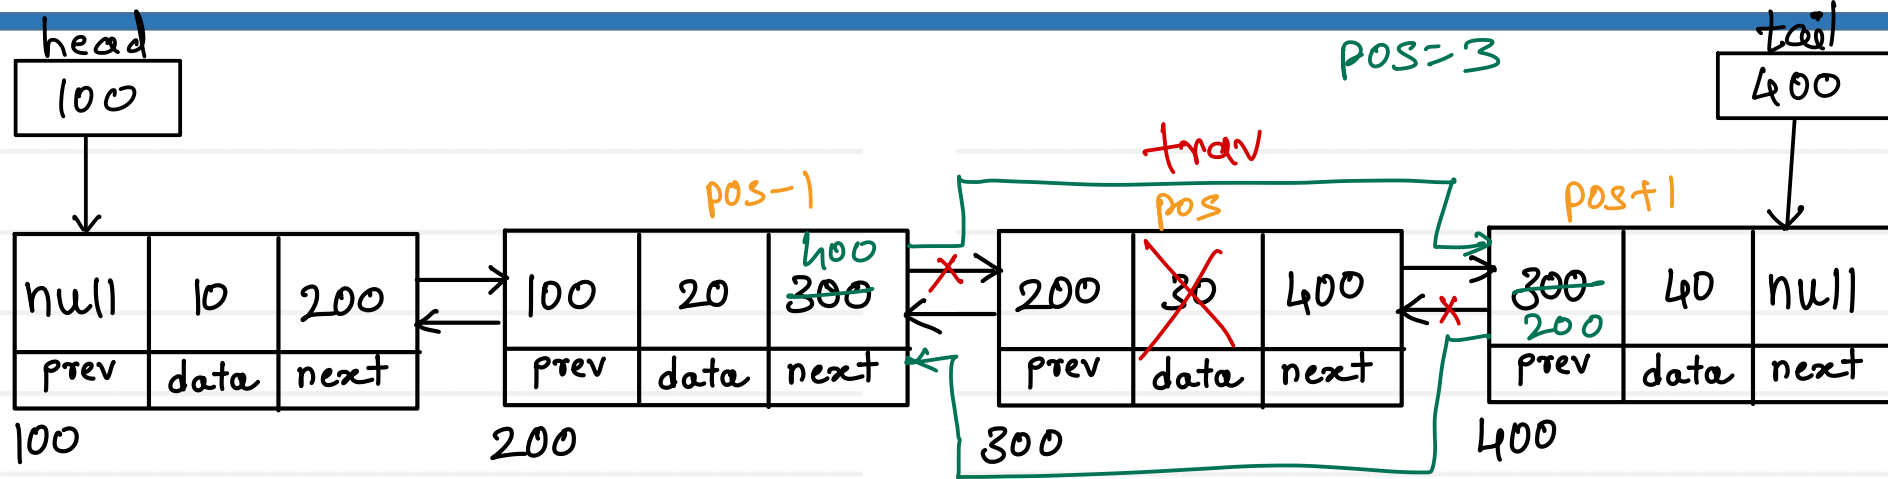 head
tail
pos=3
100
400
trav
pos-1
pos
pos+1
400
null 10 200
100 20 300
200 30 400
300 40 null
200
prev data next
prev data next
prev data next
prev data next
100
200
300
400